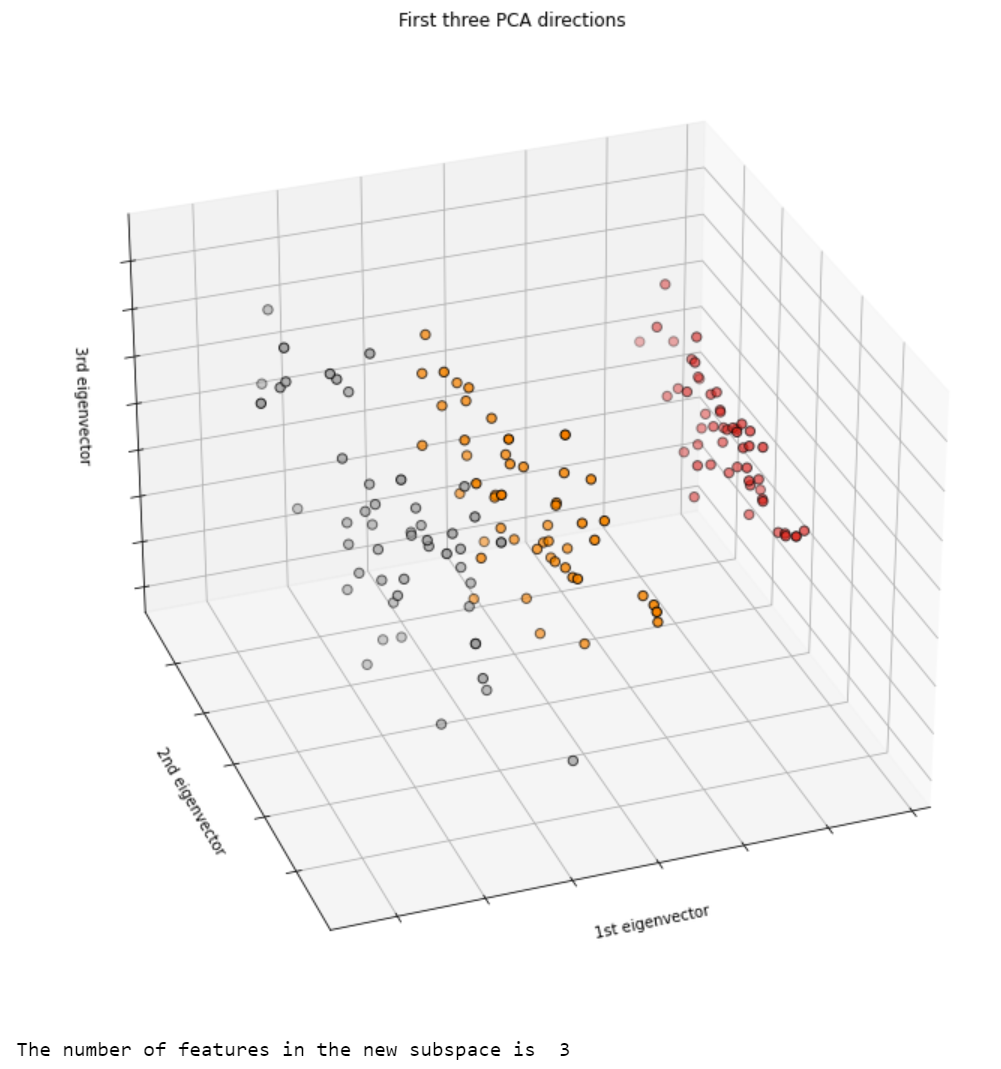 First three PCA directions
3rd eigenvector
2nd eigenvector
1st eigenvector
The number of features in the new subspace is  3